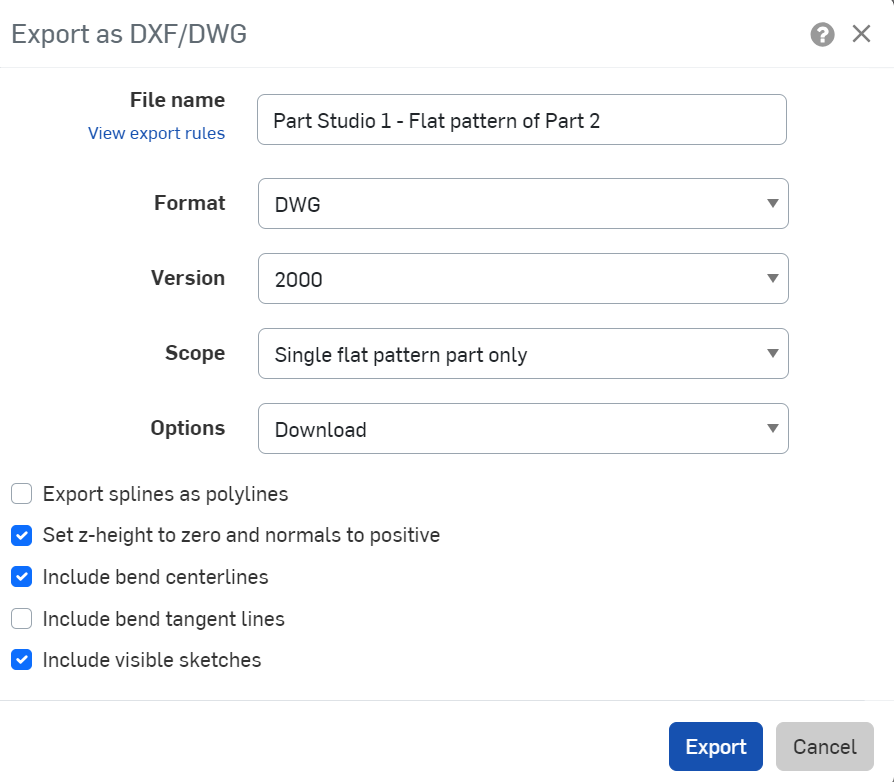 Export as DXF/DWG
File name
View export rules
Part Studio 1 - Flat pattern of Part 2
Format
DWG
Version
2000
Scope
Single flat pattern part only
Options
Download
Export splines as polylines
Set z-height to zero and normals to positive
Include bend centerlines
Include bend tangent lines
Include visible sketches
Export
Cancel